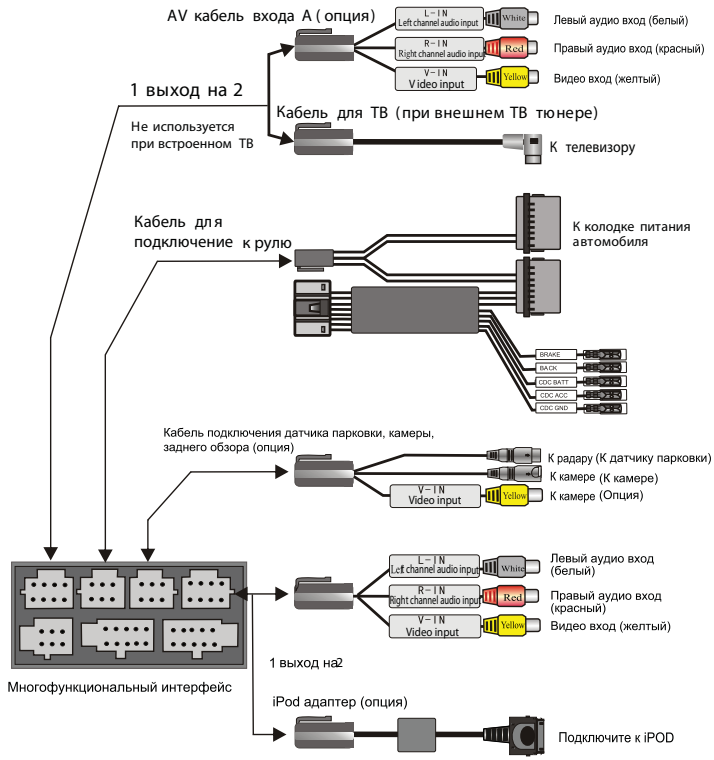 AV кабель входа А ( опция)
L-IN
Left channel audio input
White
Левый аудио вход (белый)
R-IN
Right channel audio input
Red
Правый аудио вход (красный)
V-IN
Video input
Yellow
Видео вход (желтый)
1 выход на 2
Не используется
при встроенном ТВ
Кабель для ТВ (при внешнем ТВ тюнере)
К телевизору
Кабель для
подключение к рулю
К колодке питания
автомобиля
BRAKE
BACK
CDC BATT
CDC ACC
CDC GND
Кабель подключения датчика парковки, камеры,
заднего обзора (опция)
К радару (К датчику парковки)
К камере (К камере)
V-IN
Video input
Yellow
К камере (Опция)
L-IN
Left channel audio input
White
Левый аудио вход
(белый)
R-IN
Right channel audio input
Red
Правый аудио вход
(красный)
V-IN
Video input
Yellow
Видео вход (желтый)
1 выход на2
Многофункциональный интерфейс
iPod адаптер (опция)
Подключите к iPOD